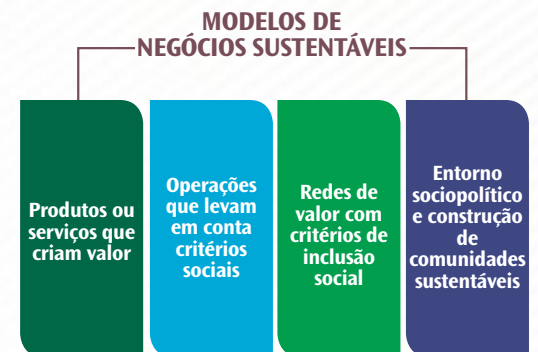 MODELOS DE
NEGÓCIOS SUSTENTÁVEIS
Produtos ou
serviços que
criam valor
Operações
que levam
em conta
critérios
sociais
Redes de
valor com
critérios de
inclusão
social
Entorno
sociopolítico
e construção
de
comunidades
sustentáveis